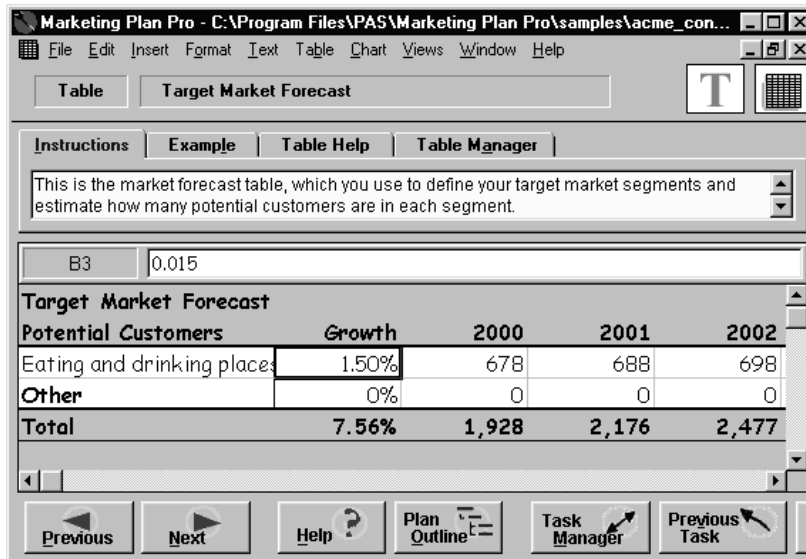 Marketing Plan Pro - C:\Program Files\PAS\Marketing Plan Pro\samples\acme_con...
File Edit Insert Format Text Table Chart Views Window Help
Table Target Market Forecast T
Instructions Example Table Help Table Manager
This is the market forecast table, which you use to define your target market segments and
estimate how many potential customers are in each segment.
B3 0.015
Target Market Forecast
Potential Customers Growth 2000 2001 2002
Eating and drinking places 1.50% 678 688 698
Other 0% 0 0 0
Total 7.56% 1,928 2,176 2,477
Previous Next Help Plan Outline Task Manager Previous Task